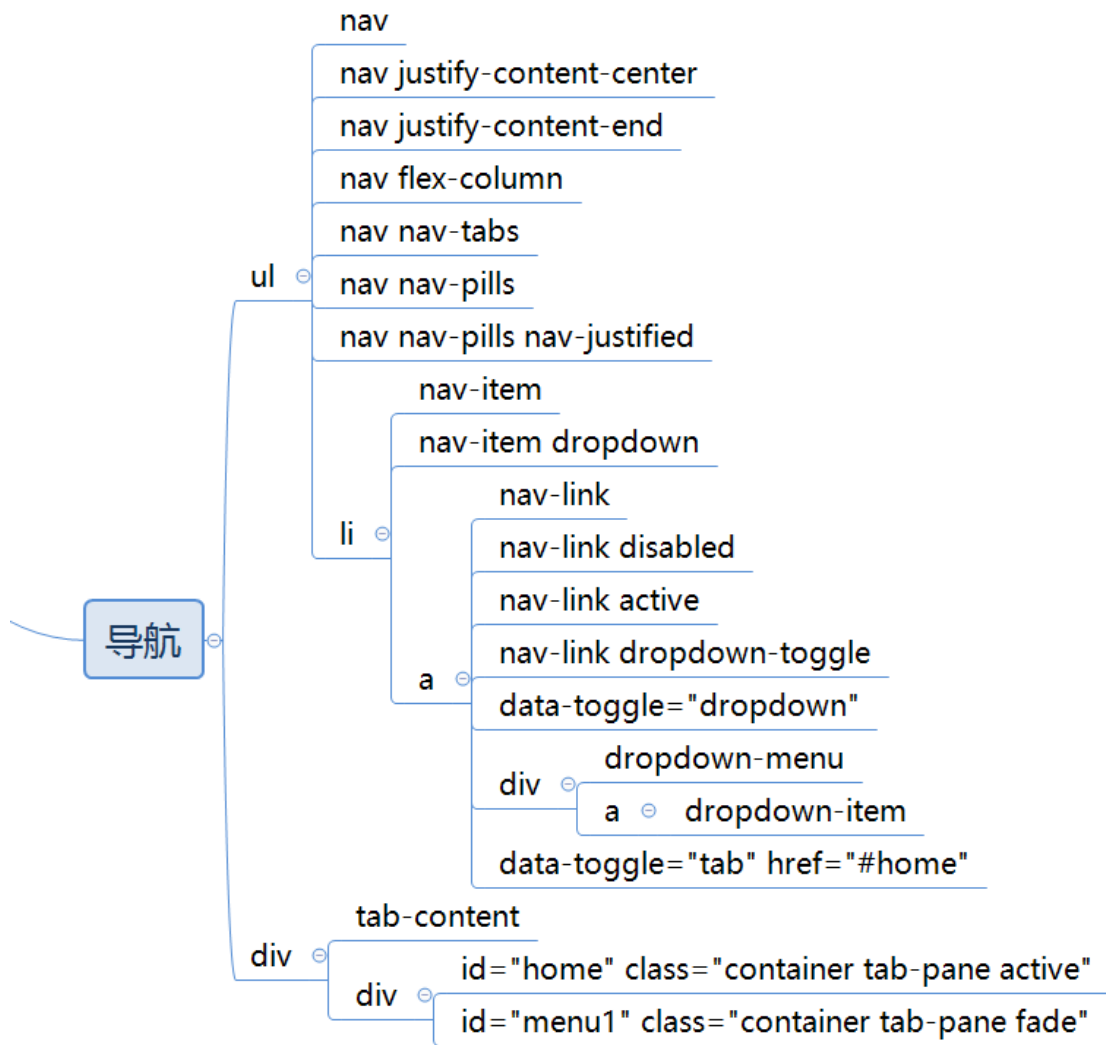 nav
nav justify-content-center
nav justify-content-end
nav flex-column
nav nav-tabs
ul
nav nav-pills
nav nav-pills nav-justified
nav-item
nav-item dropdown
nav-link
li
nav-link disabled
nav-link active
导航
nav-link dropdown-toggle
a
data-toggle="dropdown"
dropdown-menu
div
a
dropdown-item
data-toggle="tab" href="#home"
tab-content
div
id="home" class="container tab-pane active"
div
id="menu1" class="container tab-pane fade"